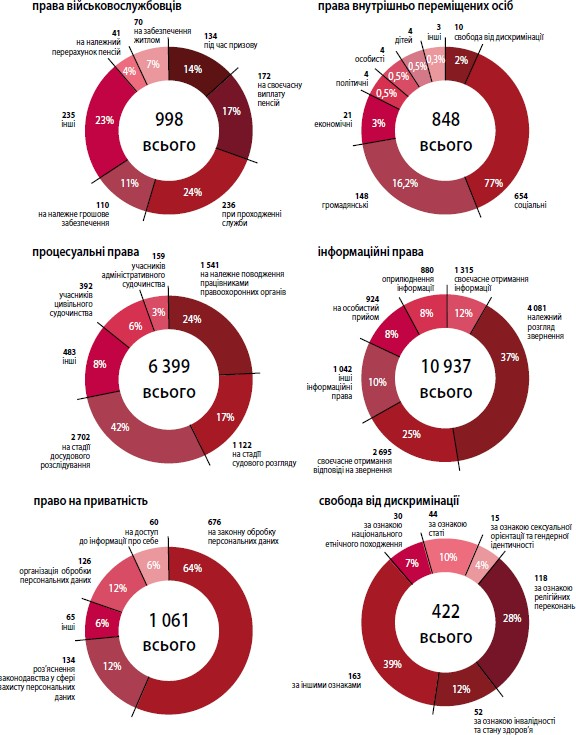 права військовослужбовців
41
на належний
перерахунок пенсій
70
на забезпечення
житлом
134
під час призову
172
на своєчасну
виплату
пенсій
236
при проходженні
служби
110
на належне грошове
забезпечення
235
інші
4%
7%
14%
17%
24%
11%
23%
998
ВСЬОГО
права внутрішньо переміщених осіб
4
політичні
4
особисті
4
дітей
3
інші
10
свобода від дискримінації
654
соціальні
148
громадянські
21
економічні
0,5%
0,5%
0,5%
0,3%
2%
77%
16,2%
3%
848
ВСЬОГО
процесуальні права
392
учасників
цивільного
судочинства
159
учасників
адміністративного
судочинства
1 541
на належне поводження
працівниками
правоохоронних органів
1 122
на стадії
судового розгляду
2 702
на стадії
досудового
розслідування
483
інші
6%
3%
24%
17%
42%
8%
6 399
ВСЬОГО
інформаційні права
924
на особистий
прийом
880
оприлюднення
інформації
1 315
своєчасне отримання
інформації
4 081
належний
розгляд
звернення
2 695
своєчасне отримання
відповіді на звернення
1 042
інші
інформаційні
права
8%
8%
12%
37%
25%
10%
10 937
ВСЬОГО
право на приватність
126
організація обробки
персональних даних
60
на доступ
до інформації про себе
676
на законну обробку
персональних даних
134
роз'яснення
законодавства у сфері
захисту персональних
даних
65
інші
12%
6%
64%
12%
6%
1 061
ВСЬОГО
свобода від дискримінації
30
за ознакою
національного
етнічного походження
44
за ознакою
статі
15
за ознакою сексуальної
орієнтації та гендерної
ідентичності
118
за ознакою
релігійних
переконань
52
за ознакою інвалідності
та стану здоров'я
163
за іншими ознаками
7%
10%
4%
28%
12%
39%
422
ВСЬОГО